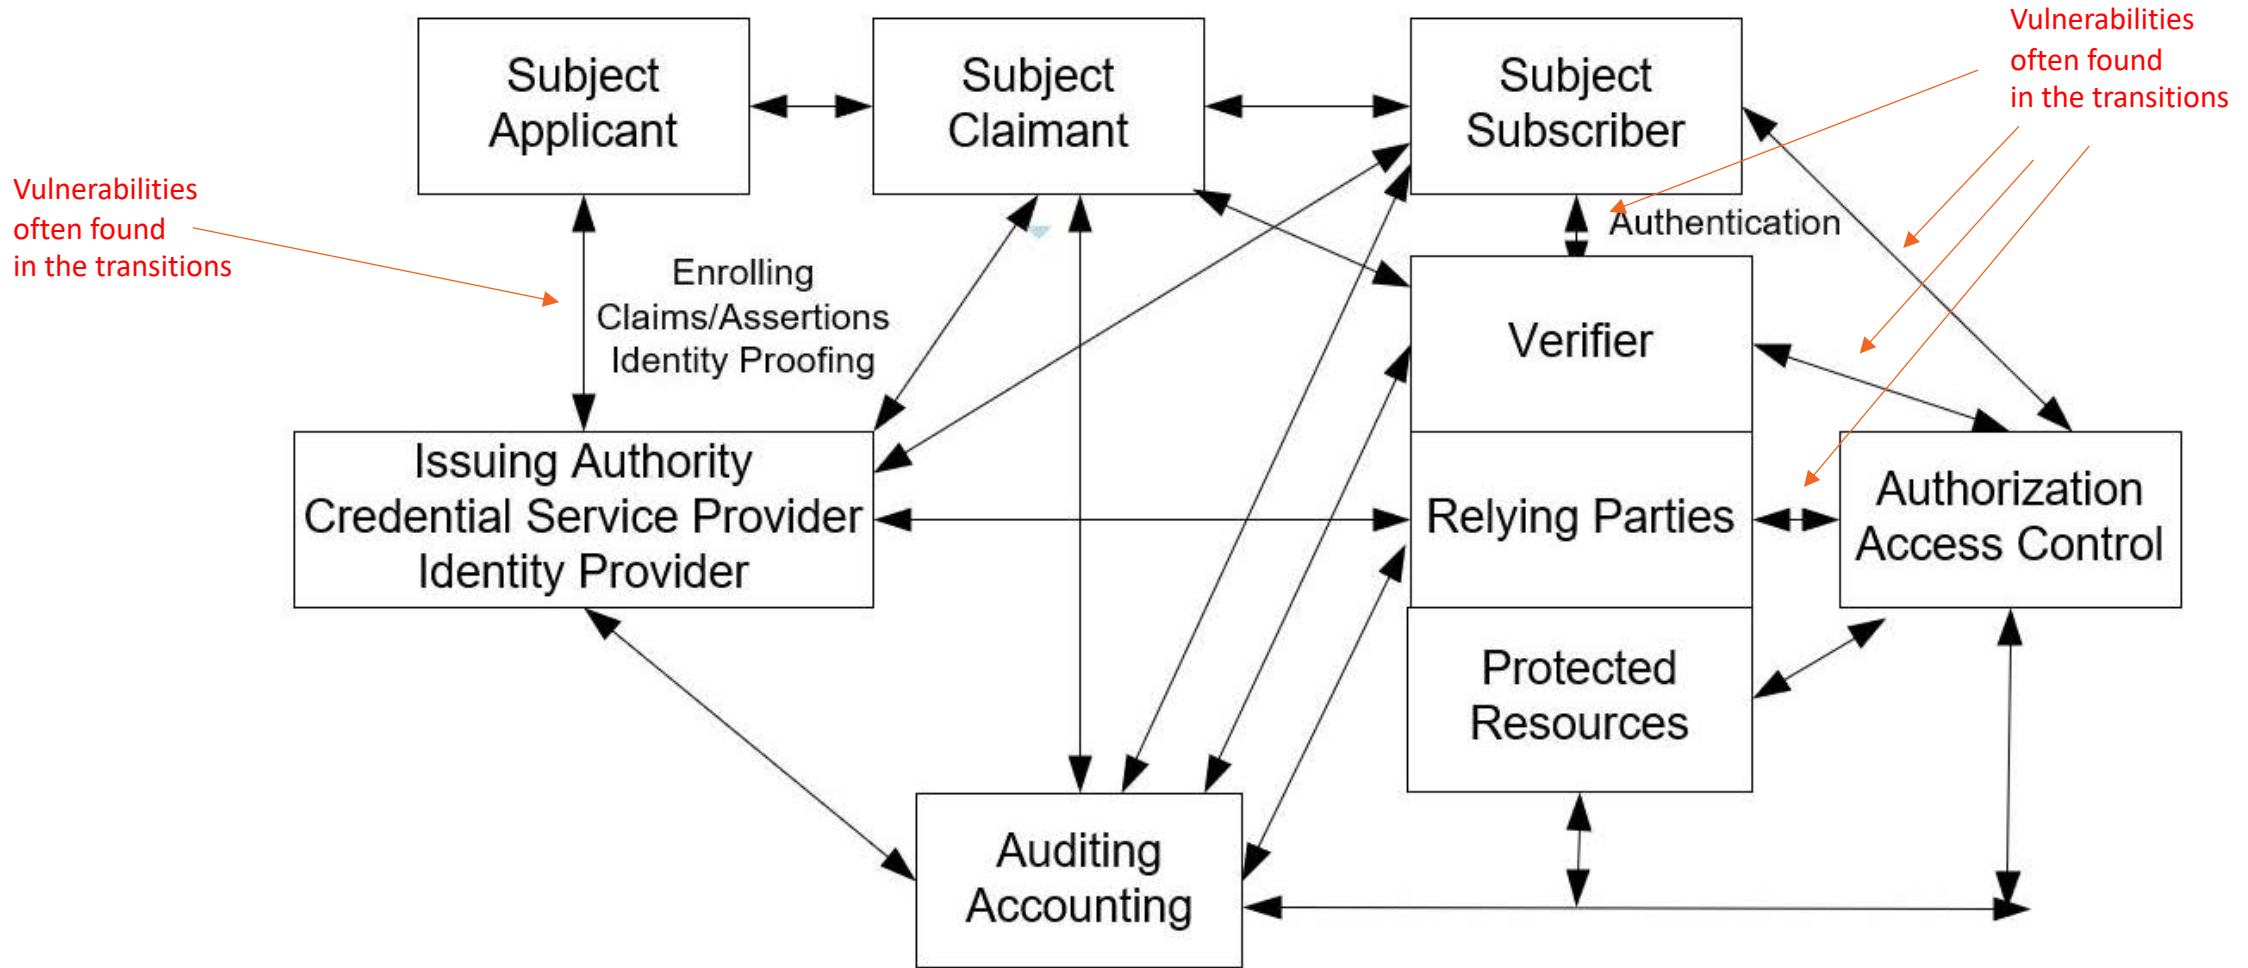 Subject
Applicant
Subject
Claimant
Subject
Subscriber
Vulnerabilities
often found
in the transitions
Vulnerabilities
often found
in the transitions
Authentication
Enrolling
Claims/Assertions
Identity Proofing
Verifier
Issuing Authority
Credential Service Provider
Identity Provider
Relying Parties
Authorization
Access Control
Protected
Resources
Auditing
Accounting